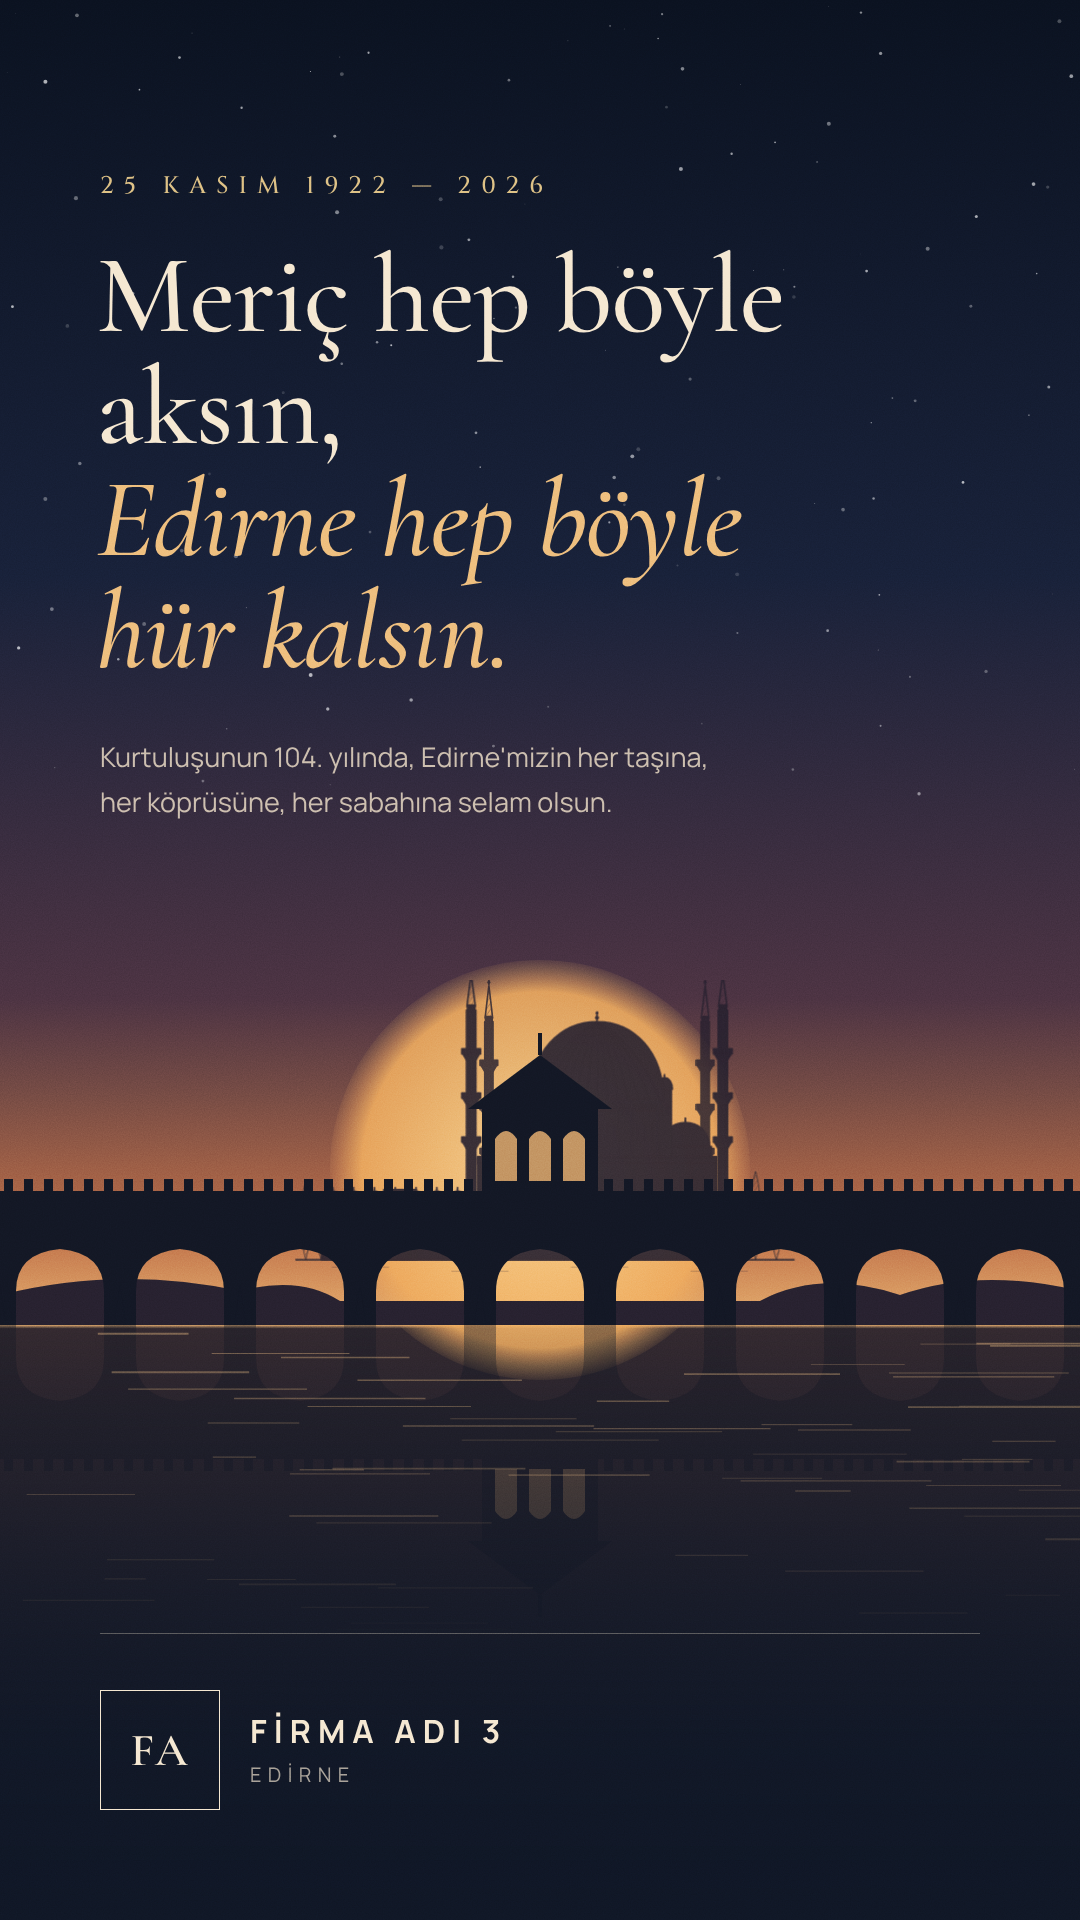 25 KASIM 1922 — 2026
Meriç hep böyle
aksın,
Edirne hep böyle
hür kalsın.
Kurtuluşunun 104. yılında, Edirne'mizin her taşına,
her köprüsüne, her sabahına selam olsun.
FA
FİRMA ADI 3
EDİRNE